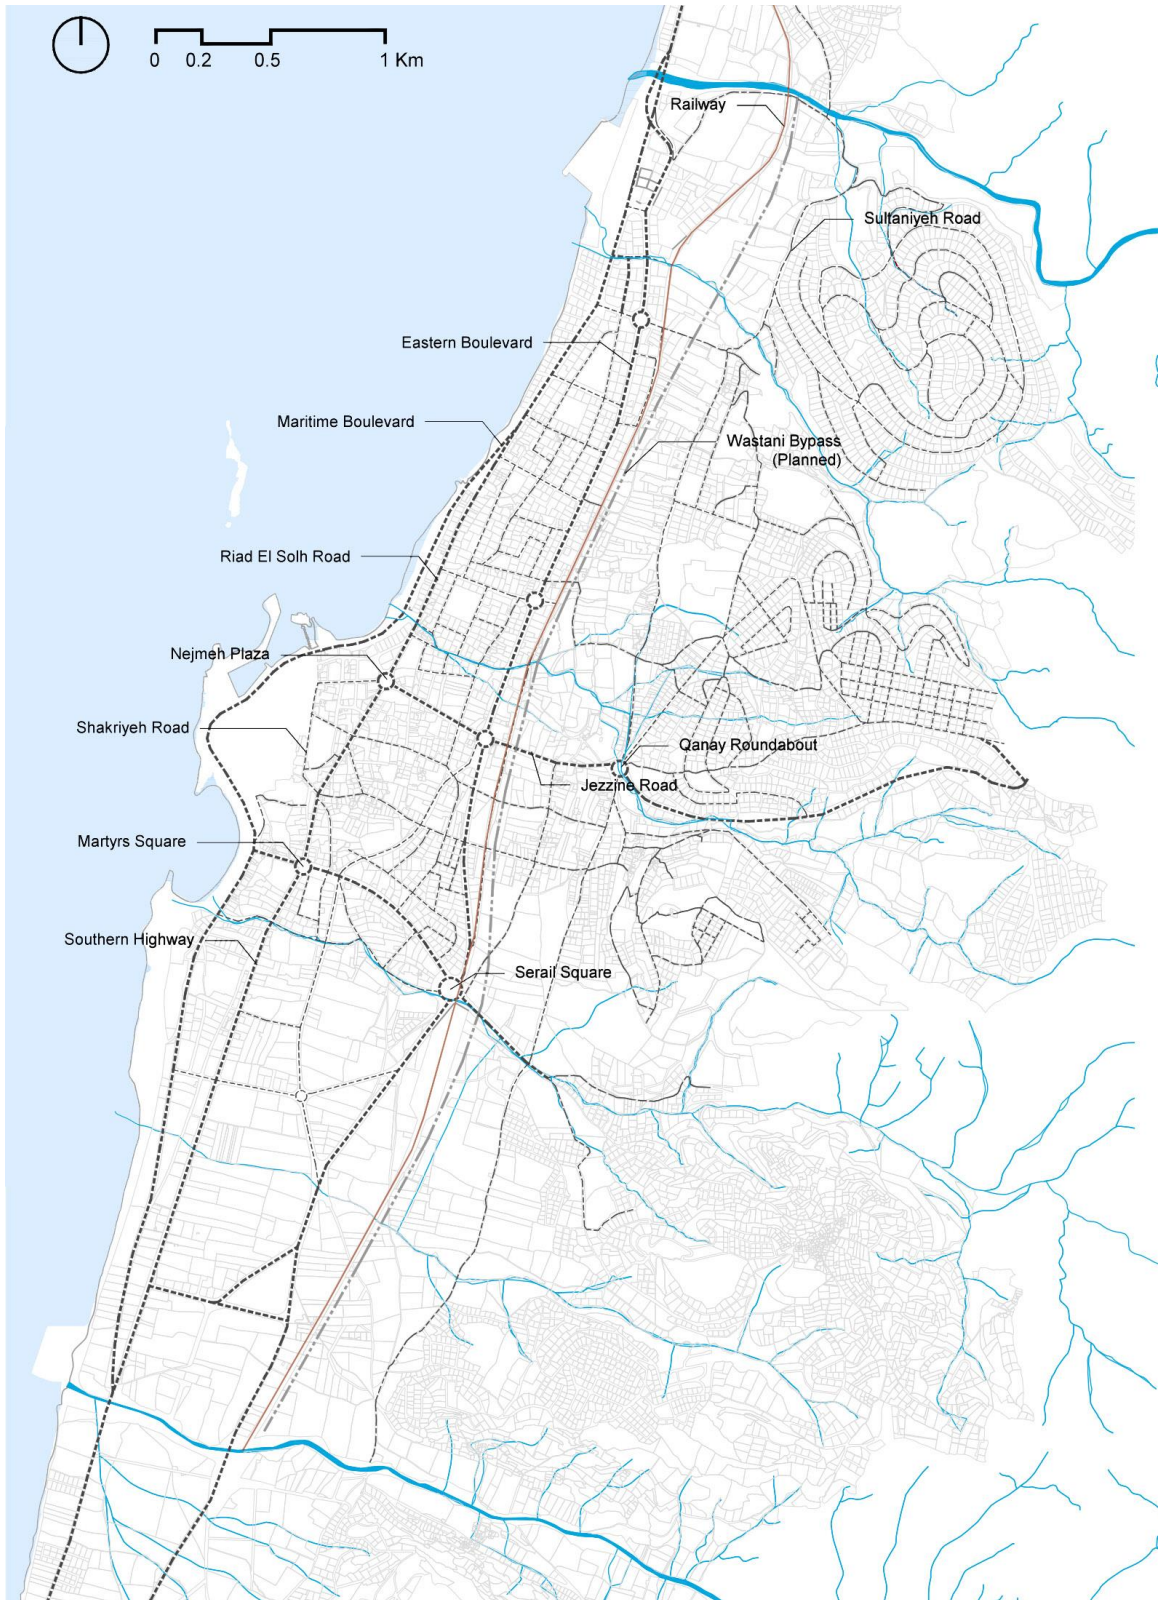 0 0.2 0.5 1 Km
Railway
Sultaniyeh Road
Eastern Boulevard
Maritime Boulevard
Wastani Bypass
(Planned)
Riad El Solh Road
Nejmeh Plaza
Shakriyeh Road
Qanay Roundabout
Jezzine Road
Martyrs Square
Southern Highway
Serail Square